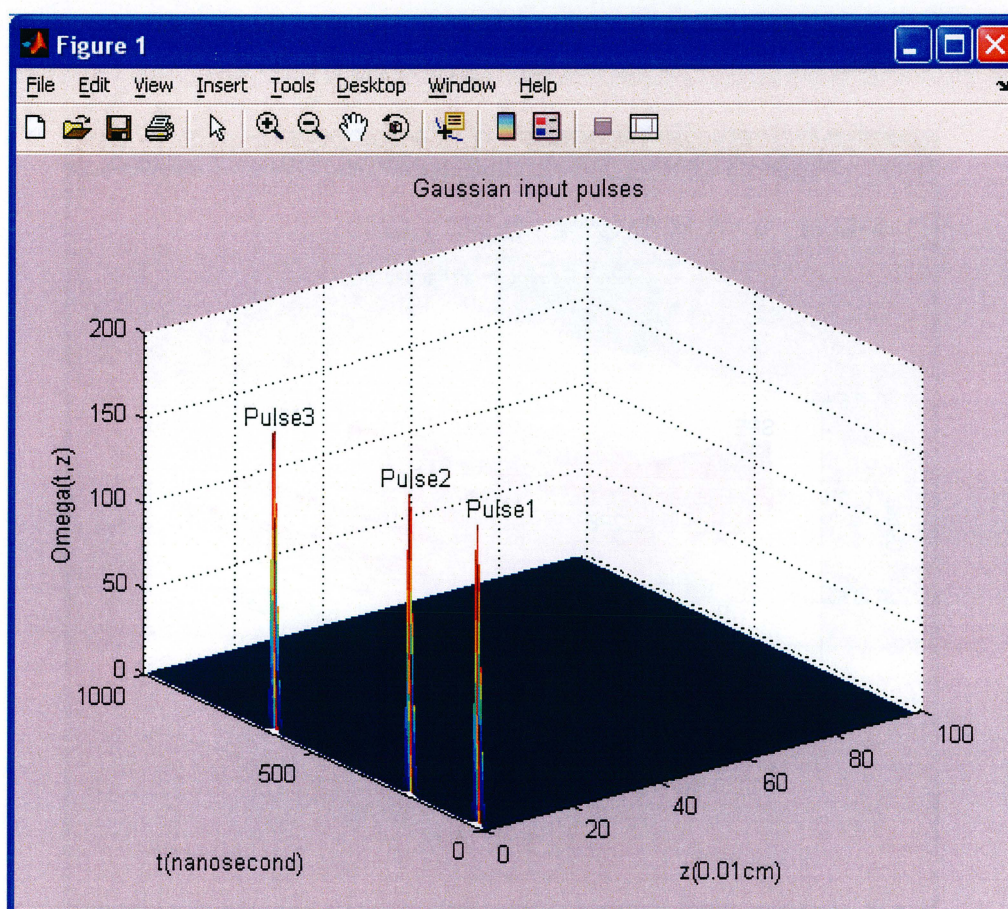 Figure 1
File Edit View Insert Tools Desktop Window Help
Gaussian input pulses
200
150
100
50
0
Omega(t,z)
Pulse3
Pulse2
Pulse1
1000
500
0
t(nanosecond)
0
20
40
60
80
100
z(0.01cm)